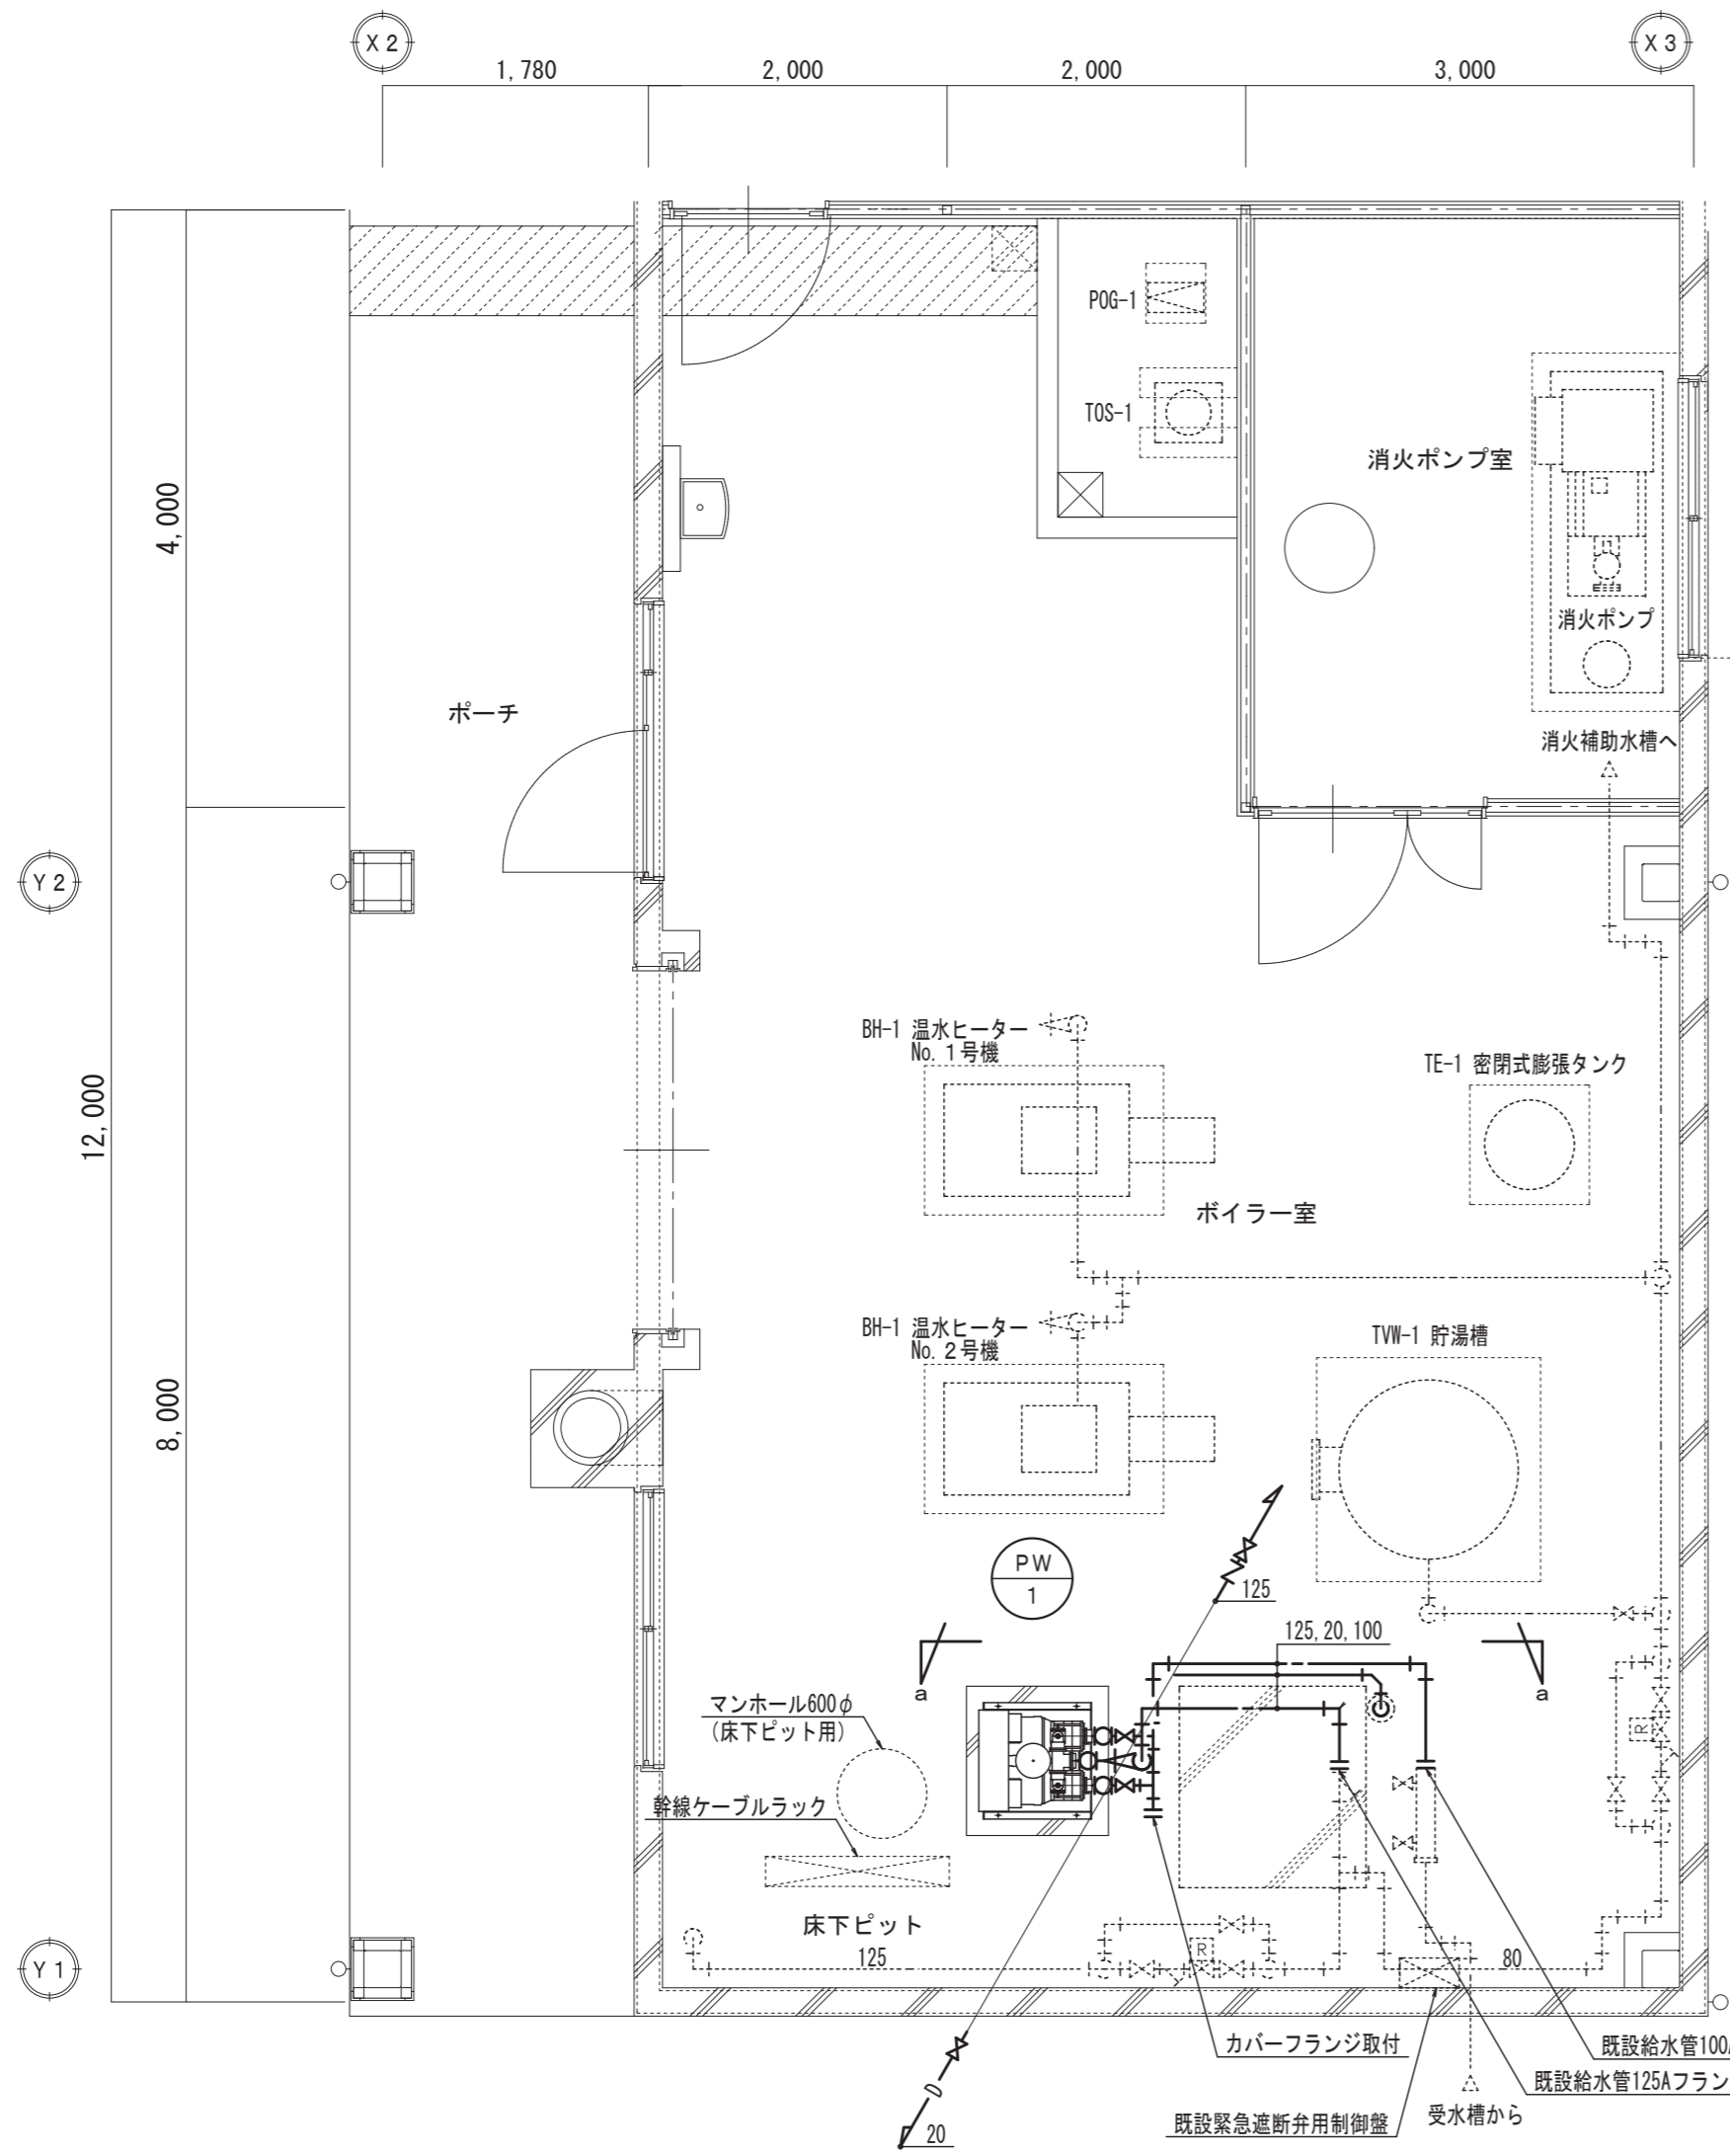 X2
X3
1,780
2,000
2,000
3,000
POG-1
TOS-1
消火ポンプ室
4,000
消火ポンプ
ポーチ
消火補助水槽へ
Y2
BH-1 温水ヒーター
No.1号機
TE-1 密閉式膨張タンク
12,000
ボイラー室
BH-1 温水ヒーター
No.2号機
TVW-1 貯湯槽
8,000
PW
1
125
125,20,100
a
a
マンホール600φ
(床下ピット用)
R
幹線ケーブルラック
床下ピット
125
R
80
Y1
カバーフランジ取付
既設給水管100A
既設給水管125Aフラン
受水槽から
既設緊急遮断弁用制御盤
20